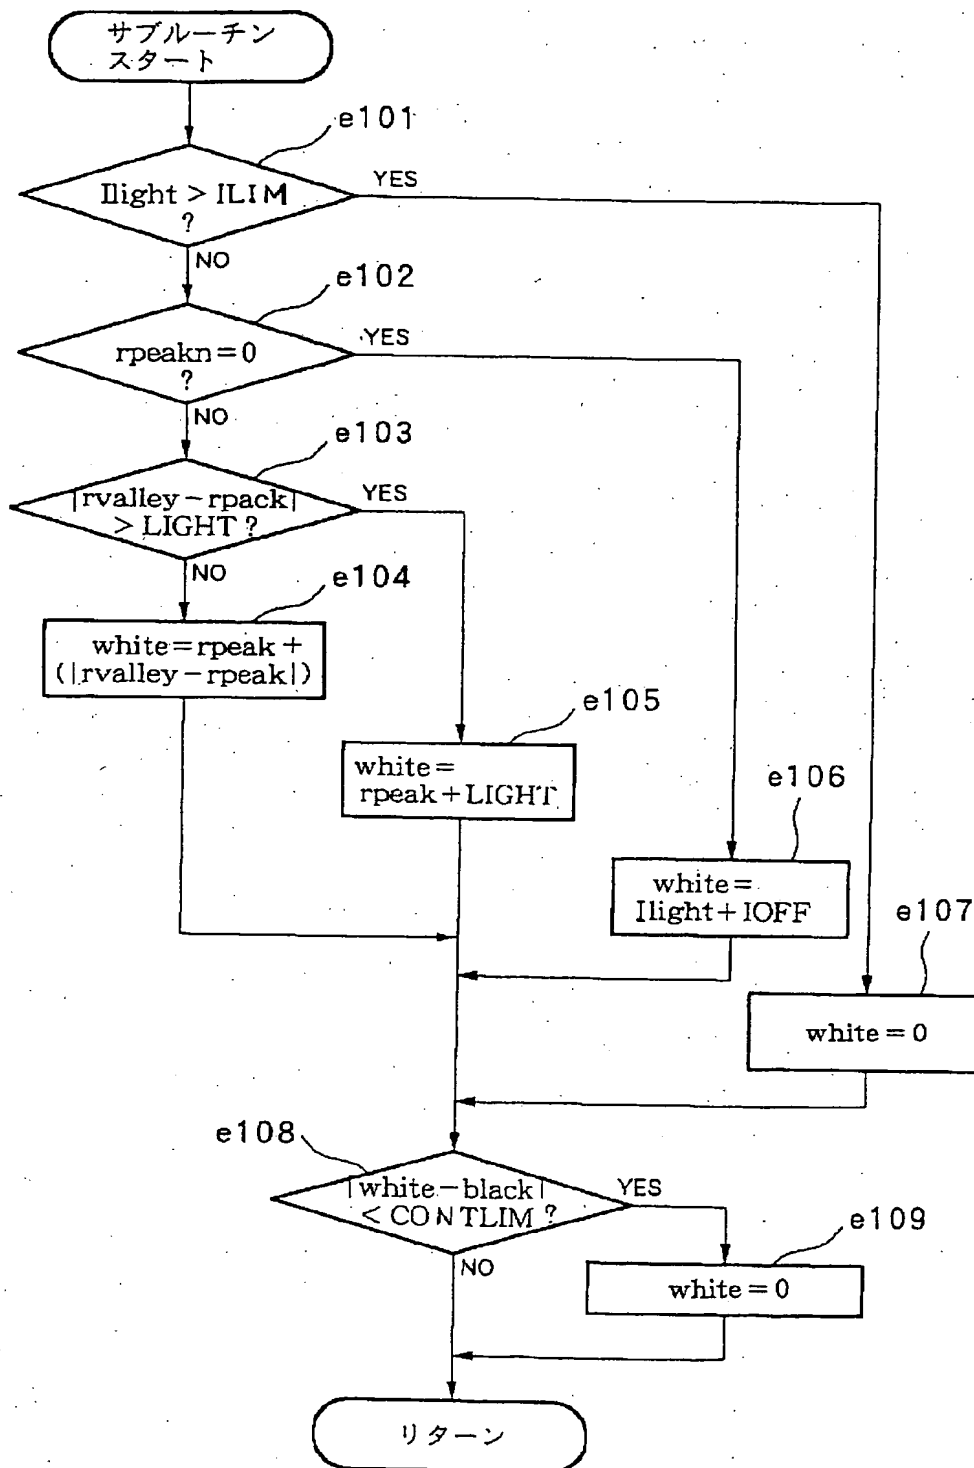 サブルーチン
スタート
e101
Ilight > ILIM
?
YES
NO
e102
rpeakn = 0
?
YES
NO
e103
|rvalley − rpack|
> LIGHT ?
YES
NO
e104
white = rpeak +
(|rvalley − rpeak|)
e105
white =
rpeak + LIGHT
e106
white =
Ilight + IOFF
e107
white = 0
e108
|white − black|
< CONTLIM ?
YES
NO
e109
white = 0
リターン